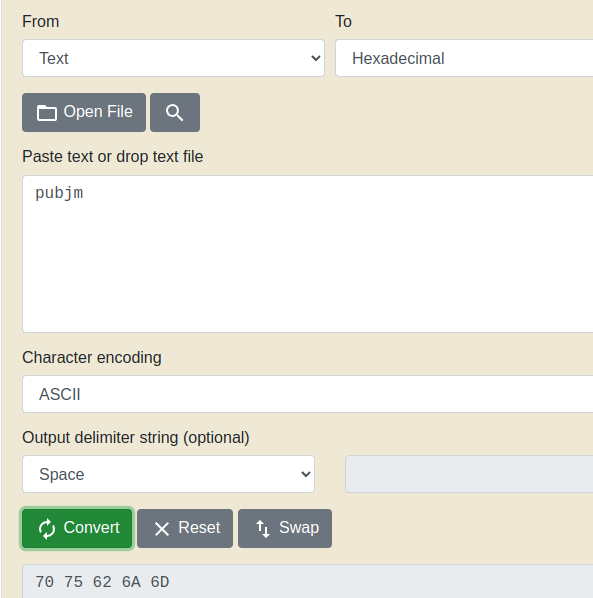 From To
Text Hexadecimal
Open File
Paste text or drop text file
pubjm
Character encoding
ASCII
Output delimiter string (optional)
Space
Convert Reset Swap
70 75 62 6A 6D